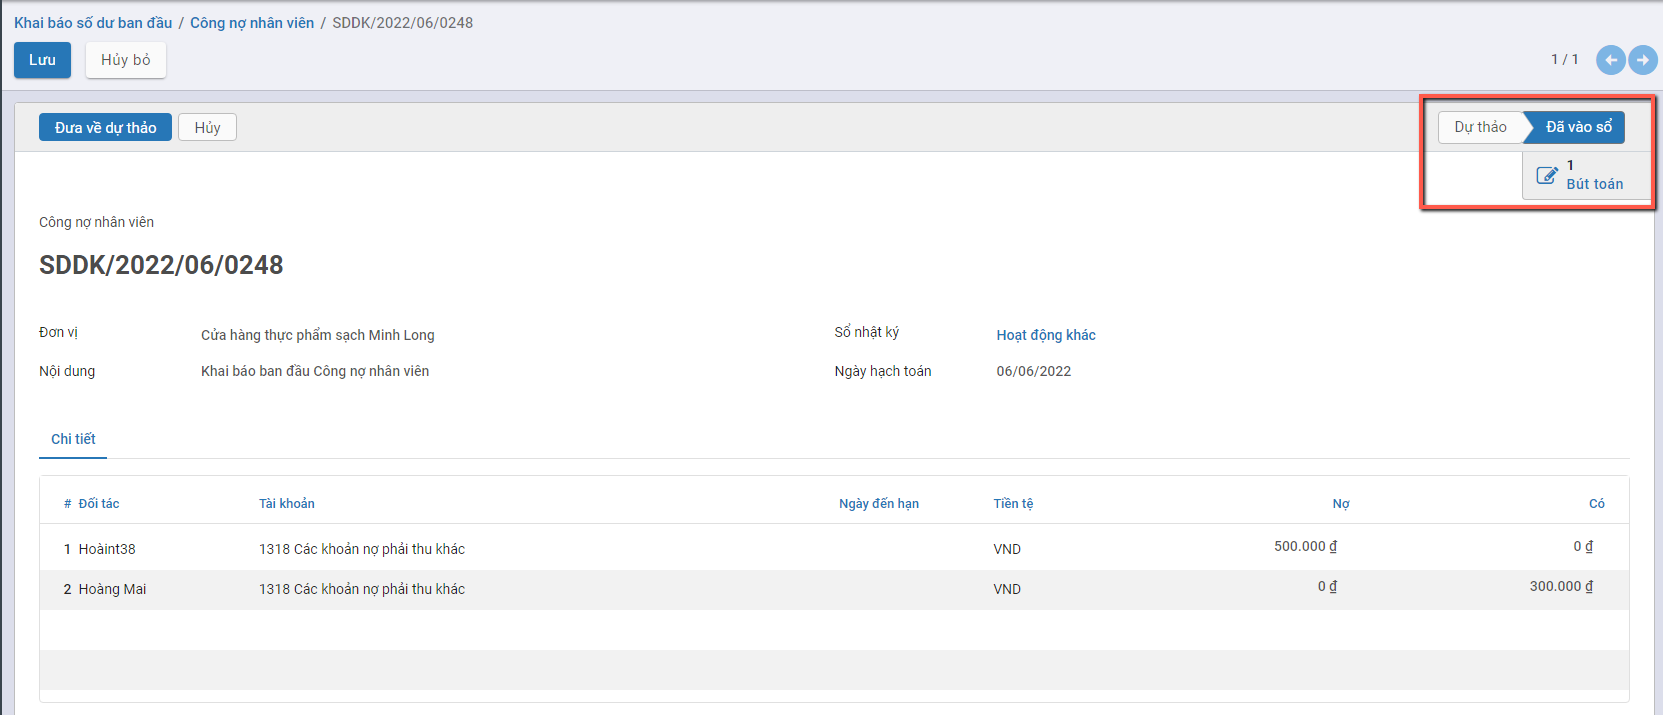 Khai báo số dư ban đầu / Công nợ nhân viên / SDDK/2022/06/0248
Lưu Hủy bỏ 1 / 1
Đưa về dự thảo Hủy Dự thảo Đã vào sổ
1
Bút toán
Công nợ nhân viên
SDDK/2022/06/0248
Đơn vị Cửa hàng thực phẩm sạch Minh Long Sổ nhật ký Hoạt động khác
Nội dung Khai báo ban đầu Công nợ nhân viên Ngày hạch toán 06/06/2022
Chi tiết
# Đối tác Tài khoản Ngày đến hạn Tiền tệ Nợ Có
1 Hoàint38 1318 Các khoản nợ phải thu khác VND 500.000 ₫ 0 ₫
2 Hoàng Mai 1318 Các khoản nợ phải thu khác VND 0 ₫ 300.000 ₫